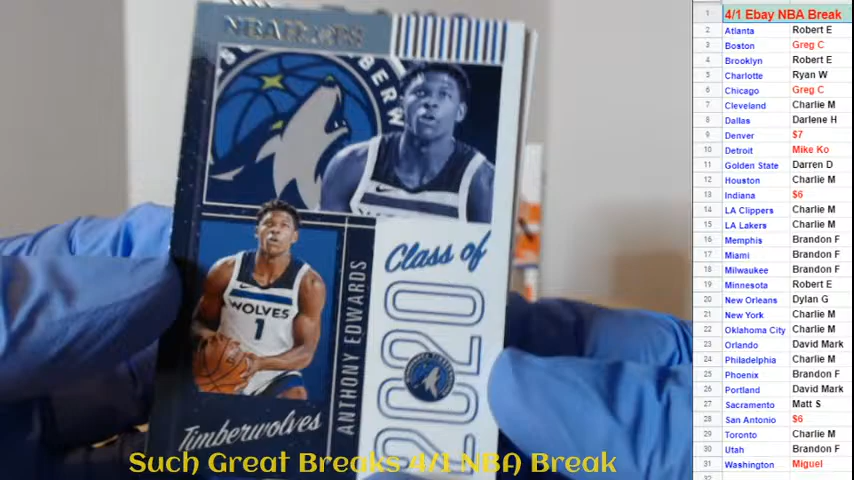 NBA HOOPS
BERW
WOLVES
1
ANTHONY EDWARDS
Timberwolves
Class of
2020
Such Great Breaks 4/1 NBA Break
1 4/1 Ebay NBA Break
2 Atlanta Robert E
3 Boston Greg C
4 Brooklyn Robert E
5 Charlotte Ryan W
6 Chicago Greg C
7 Cleveland Charlie M
8 Dallas Darlene H
9 Denver $7
10 Detroit Mike Ko
11 Golden State Darren D
12 Houston Charlie M
13 Indiana $6
14 LA Clippers Charlie M
15 LA Lakers Charlie M
16 Memphis Brandon F
17 Miami Brandon F
18 Milwaukee Brandon F
19 Minnesota Robert E
20 New Orleans Dylan G
21 New York Charlie M
22 Oklahoma City Charlie M
23 Orlando David Mark
24 Philadelphia Charlie M
25 Phoenix Brandon F
26 Portland David Mark
27 Sacramento Matt S
28 San Antonio $6
29 Toronto Charlie M
30 Utah Brandon F
31 Washington Miguel